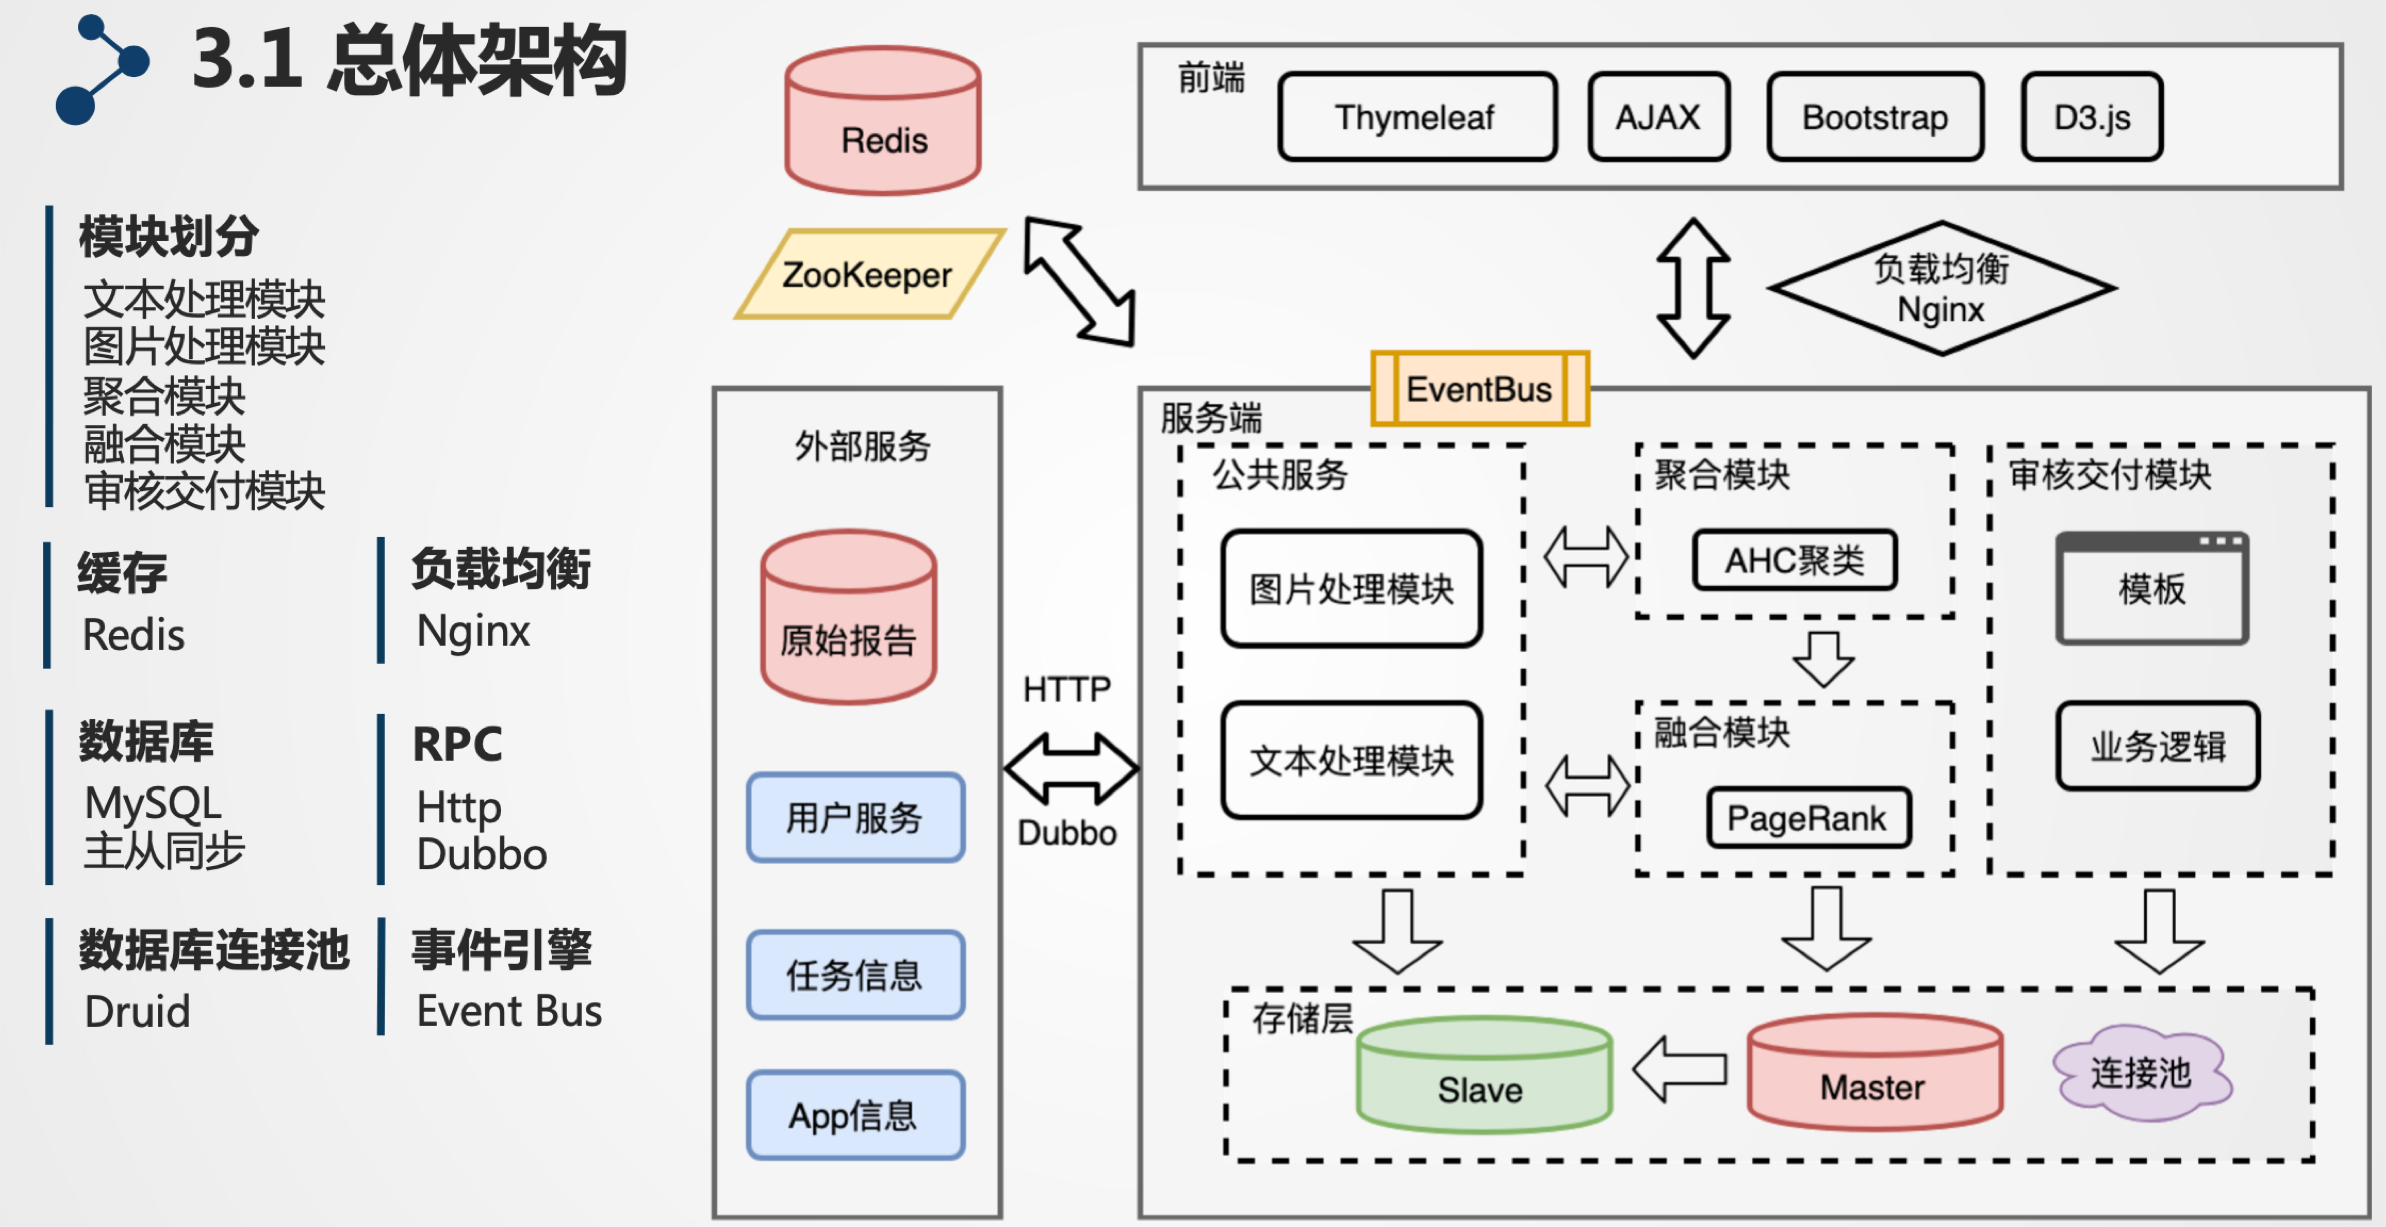 3.1 总体架构
模块划分
文本处理模块
图片处理模块
聚合模块
融合模块
审核交付模块
缓存
Redis
负载均衡
Nginx
数据库
MySQL
主从同步
RPC
Http
Dubbo
数据库连接池
Druid
事件引擎
Event Bus
Redis
ZooKeeper
前端
Thymeleaf
AJAX
Bootstrap
D3.js
负载均衡
Nginx
外部服务
原始报告
用户服务
任务信息
App信息
HTTP
Dubbo
EventBus
服务端
公共服务
图片处理模块
文本处理模块
聚合模块
AHC聚类
融合模块
PageRank
审核交付模块
模板
业务逻辑
存储层
Slave
Master
连接池